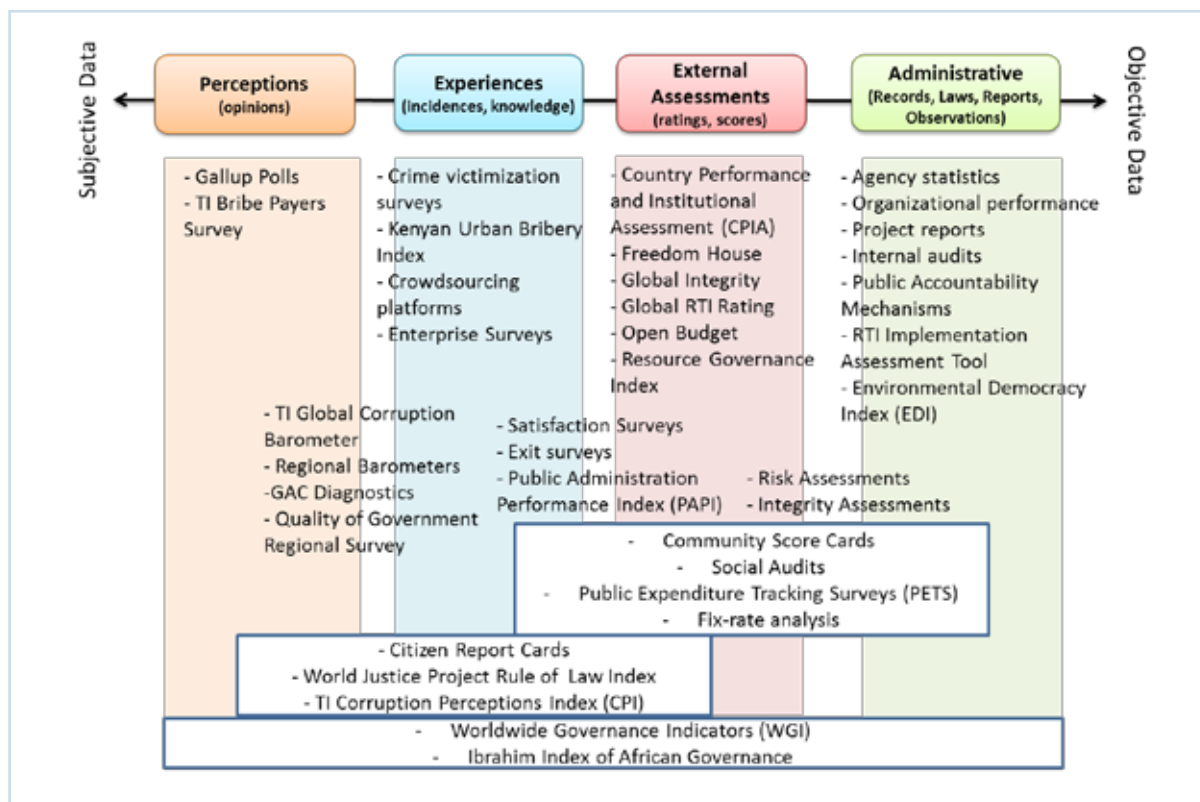 Subjective Data
Perceptions
(opinions)
Experiences
(incidences, knowledge)
External
Assessments
(ratings, scores)
Administrative
(Records, Laws, Reports,
Observations)
Objective Data
- Gallup Polls
- TI Bribe Payers
Survey
- Crime victimization
surveys
- Kenyan Urban Bribery
Index
- Crowdsourcing
platforms
- Enterprise Surveys
- Country Performance
and Institutional
Assessment (CPIA)
- Freedom House
- Global Integrity
- Global RTI Rating
- Open Budget
- Resource Governance
Index
- Agency statistics
- Organizational performance
- Project reports
- Internal audits
- Public Accountability
Mechanisms
- RTI Implementation
Assessment Tool
- Environmental Democracy
Index (EDI)
- TI Global Corruption
Barometer
- Regional Barometers
-GAC Diagnostics
- Quality of Government
Regional Survey
- Satisfaction Surveys
- Exit surveys
- Public Administration
Performance Index (PAPI)
- Risk Assessments
- Integrity Assessments
- Community Score Cards
- Social Audits
- Public Expenditure Tracking Surveys (PETS)
- Fix-rate analysis
- Citizen Report Cards
- World Justice Project Rule of Law Index
- TI Corruption Perceptions Index (CPI)
- Worldwide Governance Indicators (WGI)
- Ibrahim Index of African Governance